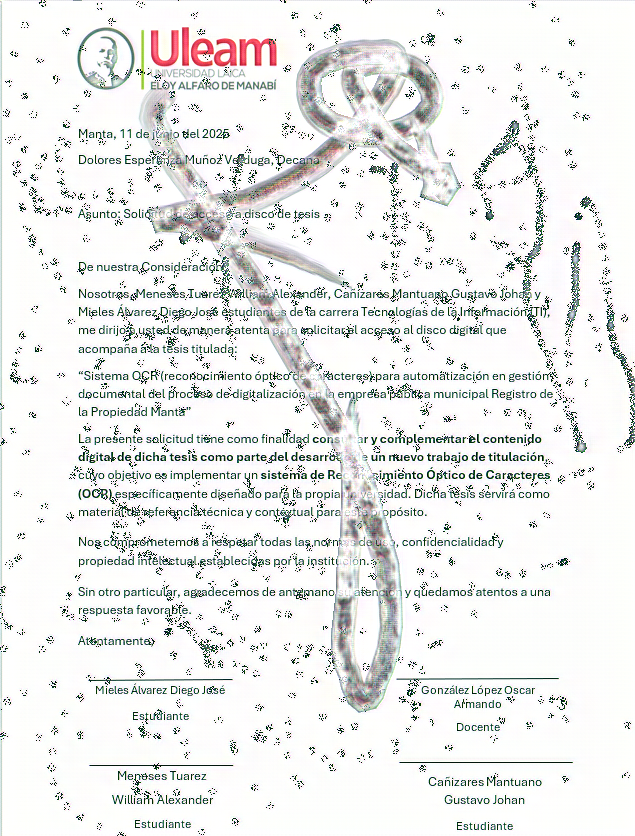 Uleam
UNIVERSIDAD LAICA
ELOY ALFARO DE MANABÍ
Manta, 11 de junio del 2025
Dolores Esperanza Muñoz Verduga, Decana
Asunto: Solicitud de acceso a disco de tesis
De nuestra Consideración
Nosotros, Meneses Tuarez William Alexander, Cañizares Mantuano Gustavo Johan y
Mieles Álvarez Diego José estudiantes de la carrera Tecnologías de la Información (TI),
me dirijo a usted de manera atenta para solicitar el acceso al disco digital que
acompaña a la tesis titulada:
“Sistema OCR (reconocimiento óptico de caracteres) para automatización en gestión
documental del proceso de digitalización en la empresa pública municipal Registro de
la Propiedad Manta”
La presente solicitud tiene como finalidad consultar y complementar el contenido
digital de dicha tesis como parte del desarrollo de un nuevo trabajo de titulación,
cuyo objetivo es implementar un sistema de Reconocimiento Óptico de Caracteres
(OCR) específicamente diseñado para la propia universidad. Dicha tesis servirá como
material de referencia técnica y contextual para este propósito.
Nos comprometemos a respetar todas las normas de uso, confidencialidad y
propiedad intelectual establecidas por la institución.
Sin otro particular, agradecemos de antemano su atención y quedamos atentos a una
respuesta favorable.
Atentamente,
Mieles Álvarez Diego José
Estudiante
González López Oscar
Armando
Docente
Meneses Tuarez
William Alexander
Estudiante
Cañizares Mantuano
Gustavo Johan
Estudiante